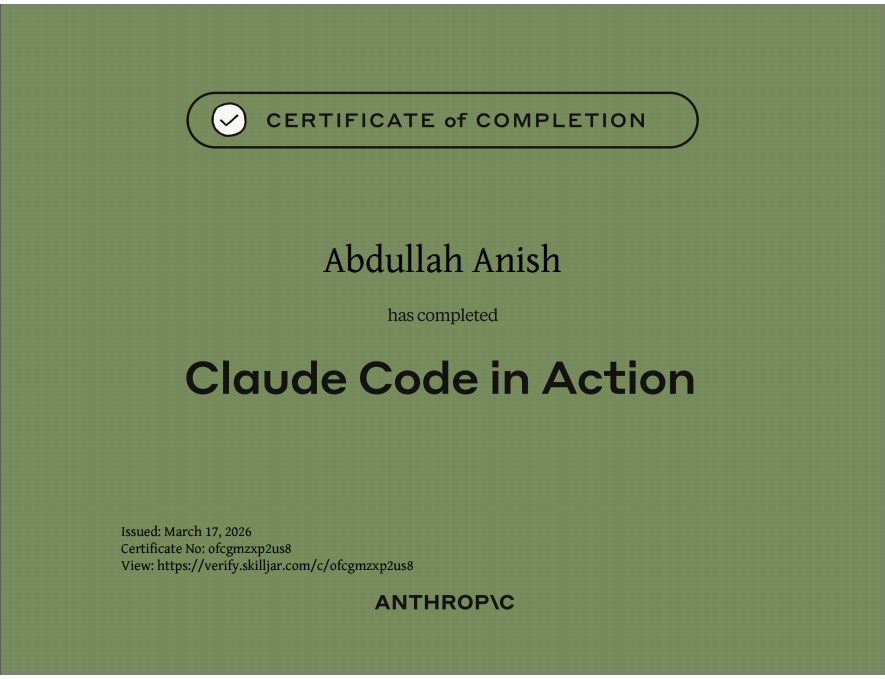 CERTIFICATE of COMPLETION
Abdullah Anish
has completed
Claude Code in Action
Issued: March 17, 2026
Certificate No: ofcgmzxp2us8
View: https://verify.skilljar.com/c/ofcgmzxp2us8
ANTHROP\C